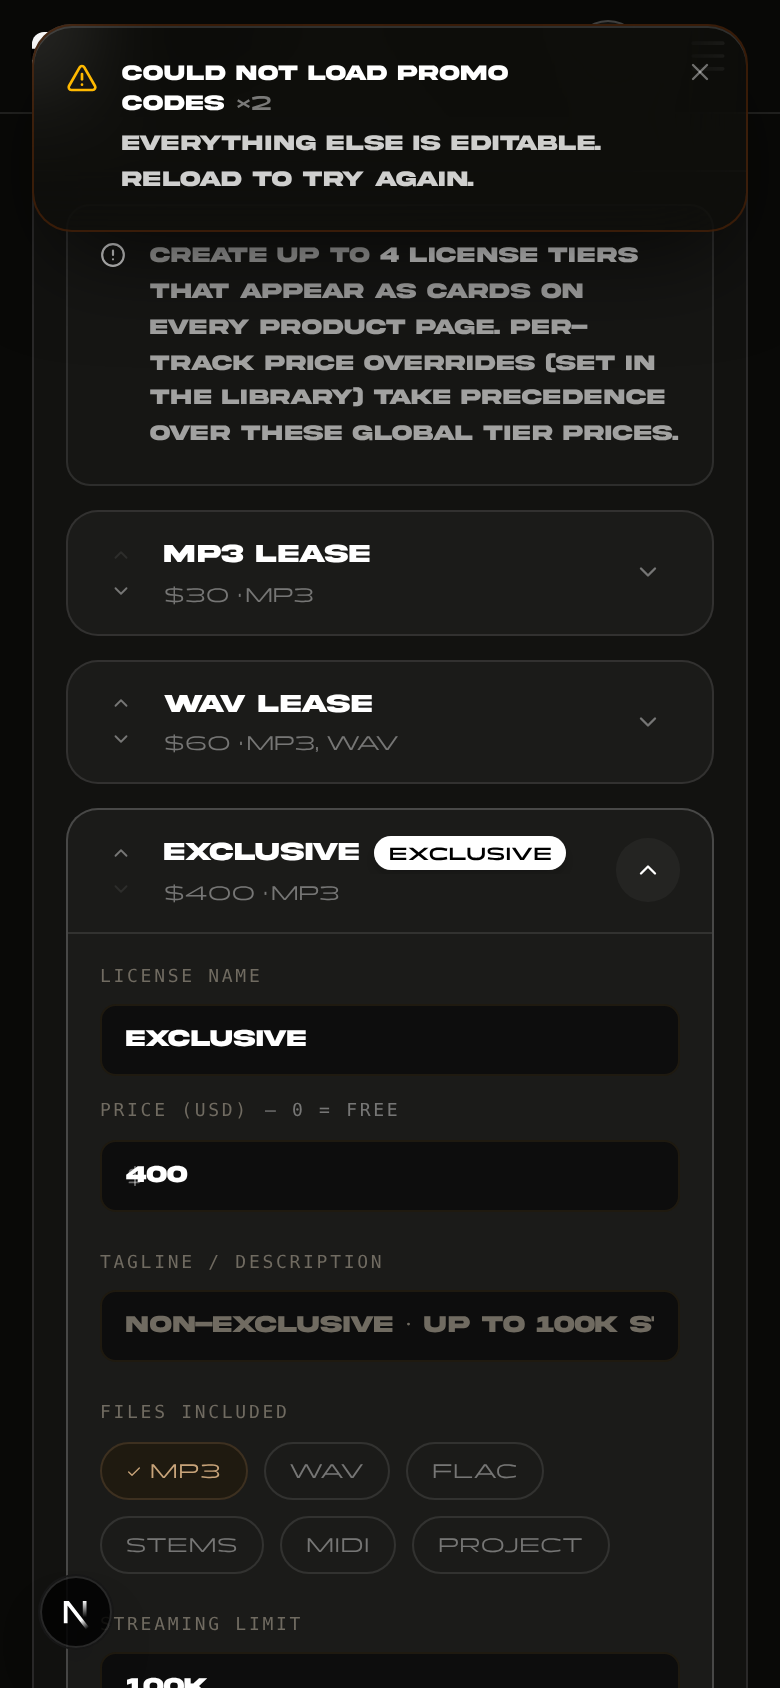 COULD NOT LOAD PROMO
CODES ×2
EVERYTHING ELSE IS EDITABLE.
RELOAD TO TRY AGAIN.
CREATE UP TO 4 LICENSE TIERS
THAT APPEAR AS CARDS ON
EVERY PRODUCT PAGE. PER-
TRACK PRICE OVERRIDES (SET IN
THE LIBRARY) TAKE PRECEDENCE
OVER THESE GLOBAL TIER PRICES.
MP3 LEASE
$30 · MP3
WAV LEASE
$60 · MP3, WAV
EXCLUSIVE EXCLUSIVE
$400 · MP3
LICENSE NAME
EXCLUSIVE
PRICE (USD) — 0 = FREE
$400
TAGLINE / DESCRIPTION
NON-EXCLUSIVE · UP TO 100K
FILES INCLUDED
MP3 WAV FLAC
STEMS MIDI PROJECT
N
STREAMING LIMIT
100K